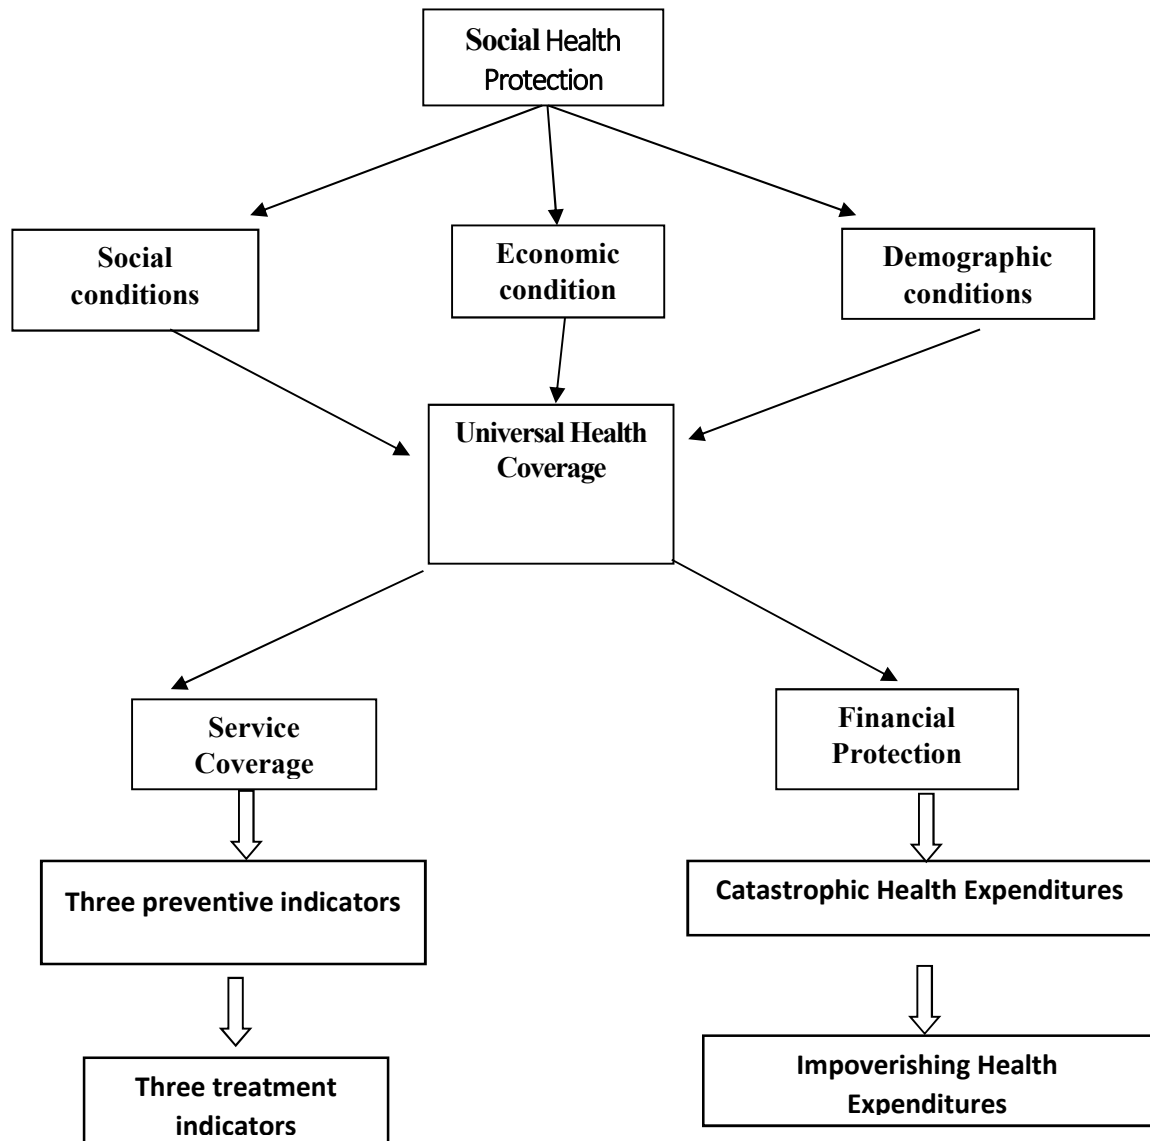 Social Health
Protection
Social
conditions
Economic
condition
Demographic
conditions
Universal Health
Coverage
Service
Coverage
Financial
Protection
Three preventive indicators
Catastrophic Health Expenditures
Three treatment
indicators
Impoverishing Health
Expenditures